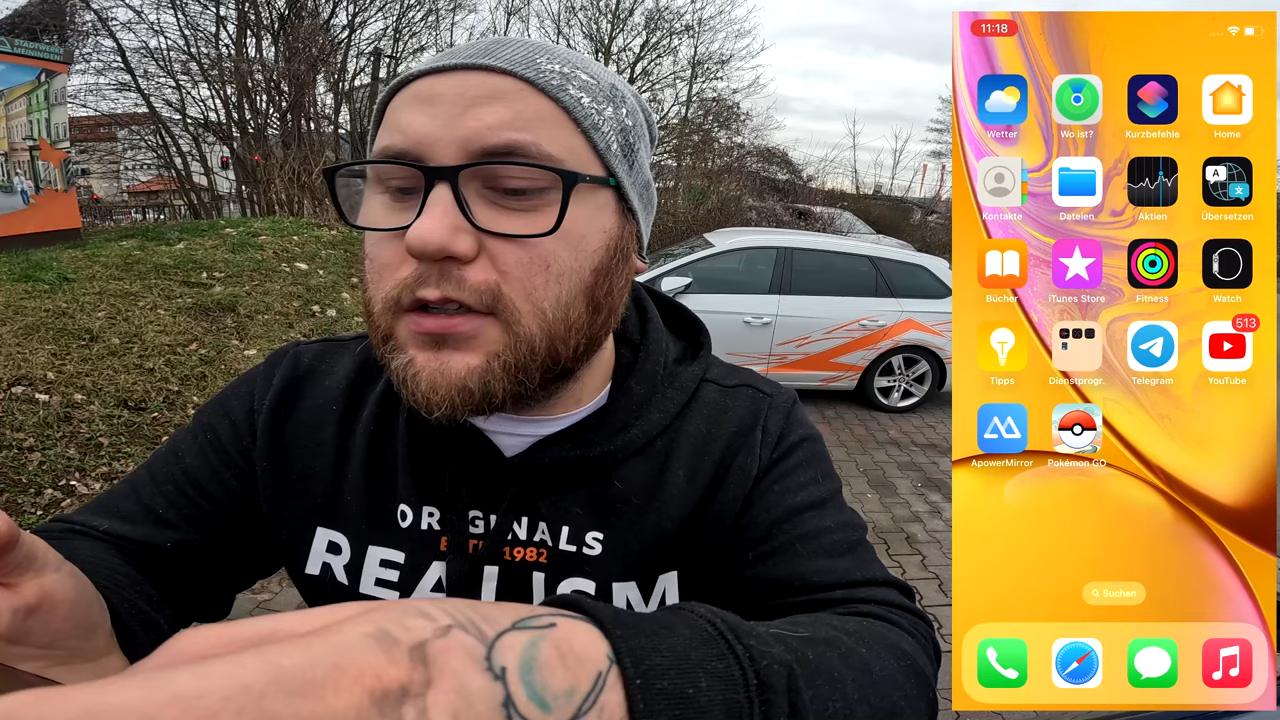 STADTWERKE
MEININGEN!
ORIGINALS
1982
REALISM
11:18
Wetter
Wo ist?
Kurzbefehle
Home
Kontakte
Dateien
Aktien
Übersetzen
A
文
Bücher
iTunes Store
Fitness
Watch
513
Tipps
Dienstprogr.
Telegram
YouTube
ApowerMirror
Pokémon GO
Suchen